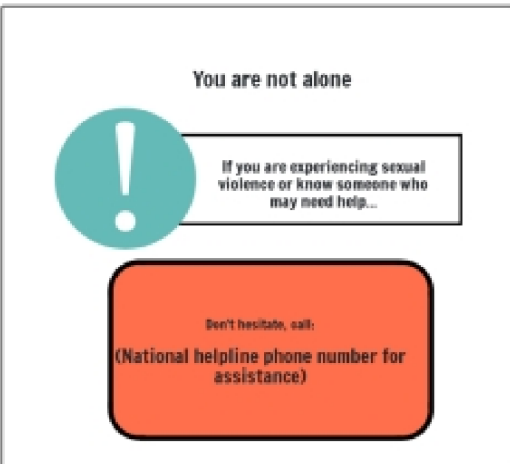 You are not alone
!
If you are experiencing sexual
violence or know someone who
may need help...
Don't hesitate, call:
(National helpline phone number for
assistance)